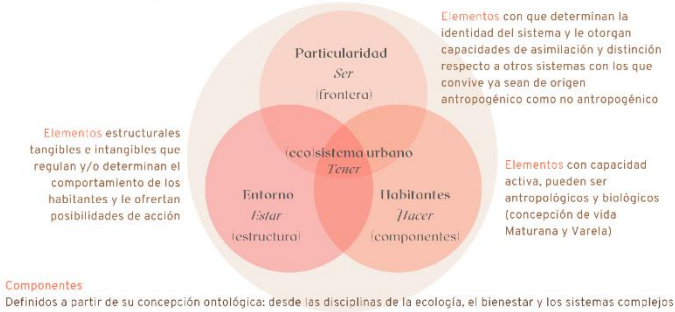 Elementos con que determinan la
identidad del sistema y le otorgan
capacidades de asimilación y distinción
respecto a otros sistemas con los que
convive ya sean de origen
antropogénico como no antropogénico
Particularidad
Ser
(frontera)
Elementos estructurales
tangibles e intangibles que
regulan y/o determinan el
comportamiento de los
habitantes y le ofrertan
posibilidades de acción
(eco)sistema urbano
Tener
Entorno
Estar
(estructura)
Habitantes
Hacer
(componentes)
Elementos con capacidad
activa, pueden ser
antropológicos y biológicos
(concepción de vida
Maturana y Varela)
Componentes
Definidos a partir de su concepción ontológica: desde las disciplinas de la ecología, el bienestar y los sistemas complejos